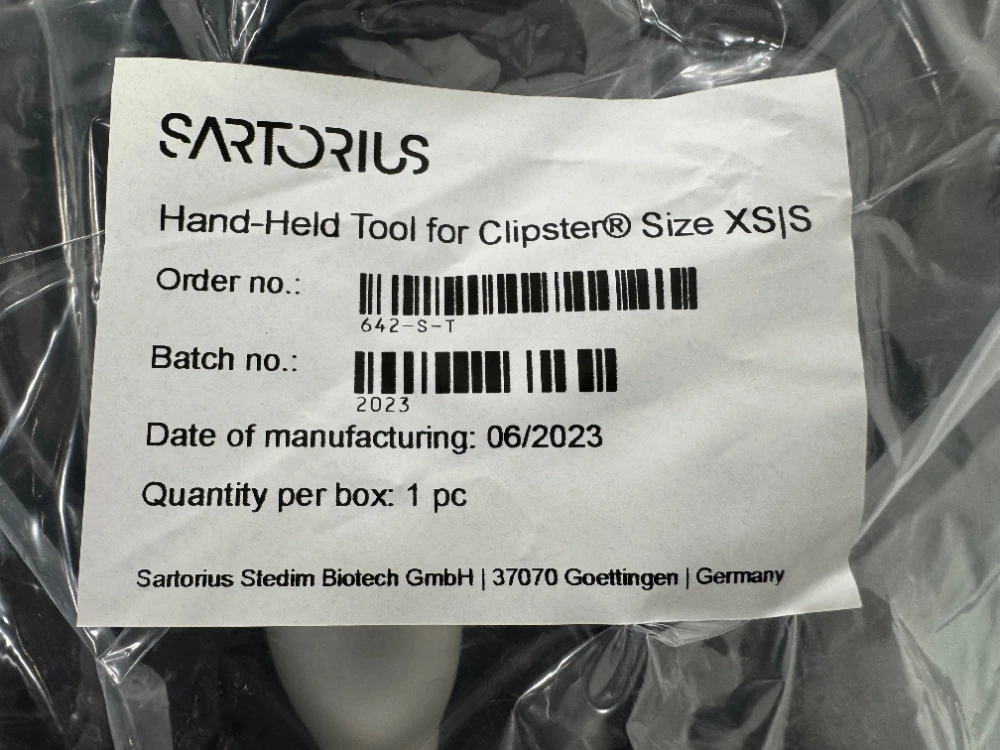 SARTORIUS
Hand-Held Tool for Clipster® Size XS|S
Order no.:
642-S-T
Batch no.:
2023
Date of manufacturing: 06/2023
Quantity per box: 1 pc
Sartorius Stedim Biotech GmbH | 37070 Goettingen | Germany